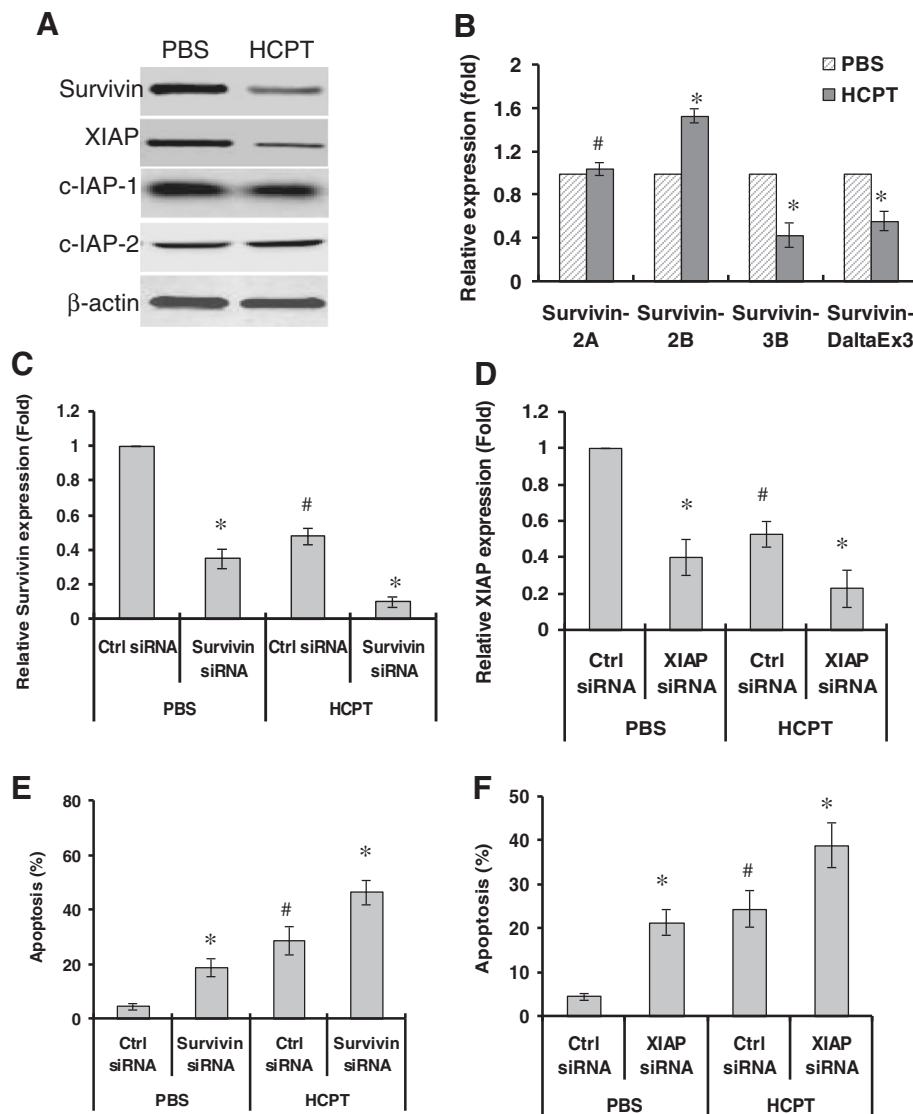 A
PBS HCPT
Survivin
XIAP
c-IAP-1
c-IAP-2
β-actin
B
Relative expression (fold)
2
1.6
1.2
0.8
0.4
0
PBS
HCPT
#
*
*
*
Survivin-2A
Survivin-2B
Survivin-3B
Survivin-DaltaEx3
C
Relative Survivin expression (Fold)
1.2
1
0.8
0.6
0.4
0.2
0
*
#
*
Ctrl siRNA
Survivin siRNA
Ctrl siRNA
Survivin siRNA
PBS
HCPT
D
Relative XIAP expression (Fold)
1.2
1
0.8
0.6
0.4
0.2
0
*
#
*
Ctrl siRNA
XIAP siRNA
Ctrl siRNA
XIAP siRNA
PBS
HCPT
E
Apoptosis (%)
80
60
40
20
0
*
#
*
Ctrl siRNA
Survivin siRNA
Ctrl siRNA
Survivin siRNA
PBS
HCPT
F
Apoptosis (%)
50
40
30
20
10
0
*
#
*
Ctrl siRNA
XIAP siRNA
Ctrl siRNA
XIAP siRNA
PBS
HCPT